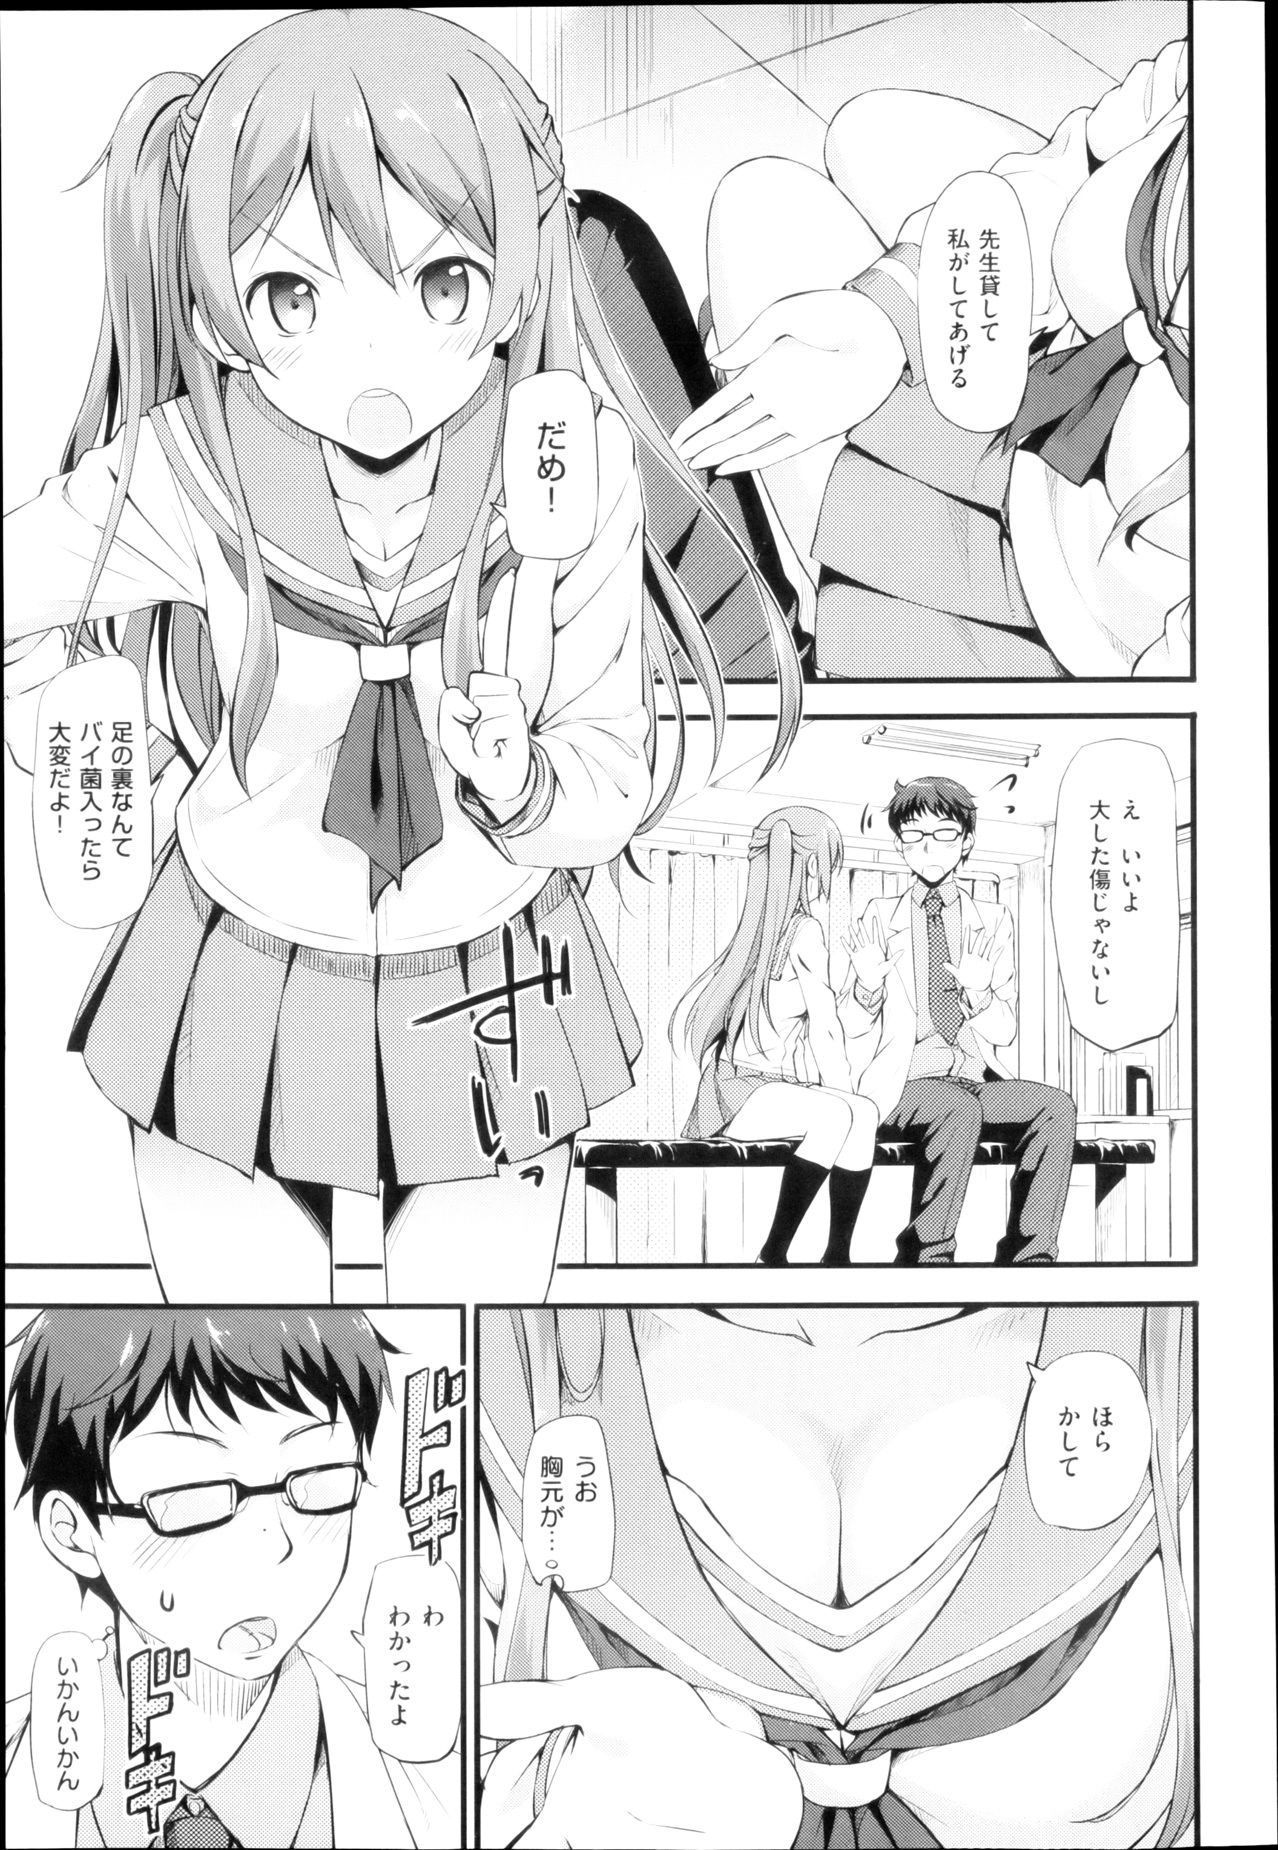 先生貸して
私がしてあげる
え いいよ
大した傷じゃないし
だめ！
足の裏なんて
バイ菌入ったら
大変だよ！
ずいっ
ほら
かして
うお
胸元が…
ドキ
わ
わかったよ
ドキ
いかんいかん